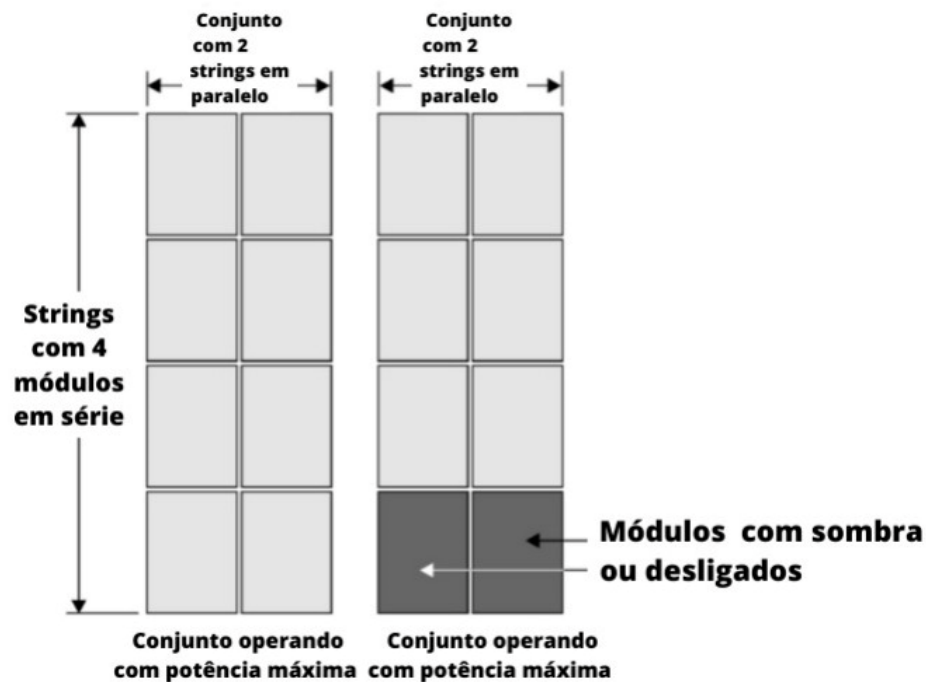 Conjunto
com 2
strings em
paralelo
Conjunto
com 2
strings em
paralelo
Strings
com 4
módulos
em série
Módulos com sombra
ou desligados
Conjunto operando
com potência máxima
Conjunto operando
com potência máxima